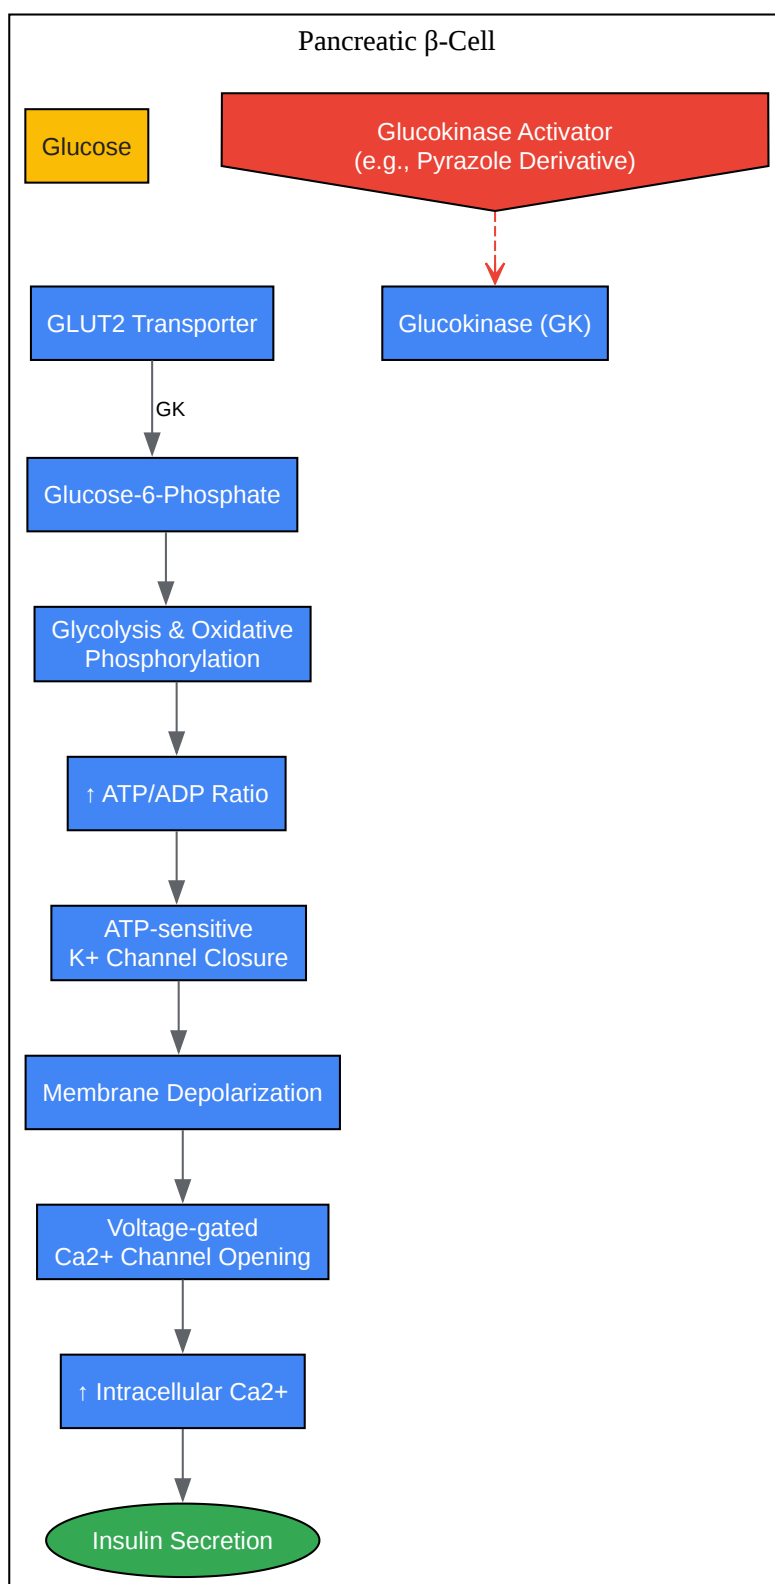 Pancreatic β-Cell
Glucose
Glucokinase Activator
(e.g., Pyrazole Derivative)
GLUT2 Transporter
Glucokinase (GK)
GK
Glucose-6-Phosphate
Glycolysis & Oxidative
Phosphorylation
↑ ATP/ADP Ratio
ATP-sensitive
K+ Channel Closure
Membrane Depolarization
Voltage-gated
Ca2+ Channel Opening
↑ Intracellular Ca2+
Insulin Secretion